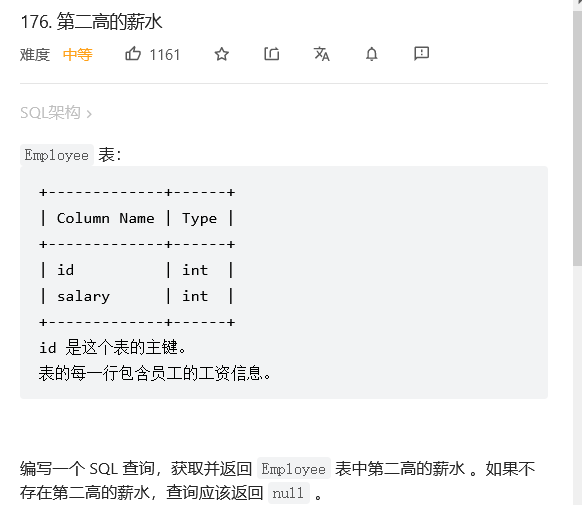 176. 第二高的薪水
难度 中等 1161
SQL架构 >
Employee 表：
+-------------+------+
| Column Name | Type |
+-------------+------+
| id          | int  |
| salary      | int  |
+-------------+------+
id 是这个表的主键。
表的每一行包含员工的工资信息。
编写一个 SQL 查询，获取并返回 Employee 表中第二高的薪水 。如果不
存在第二高的薪水，查询应该返回 null 。